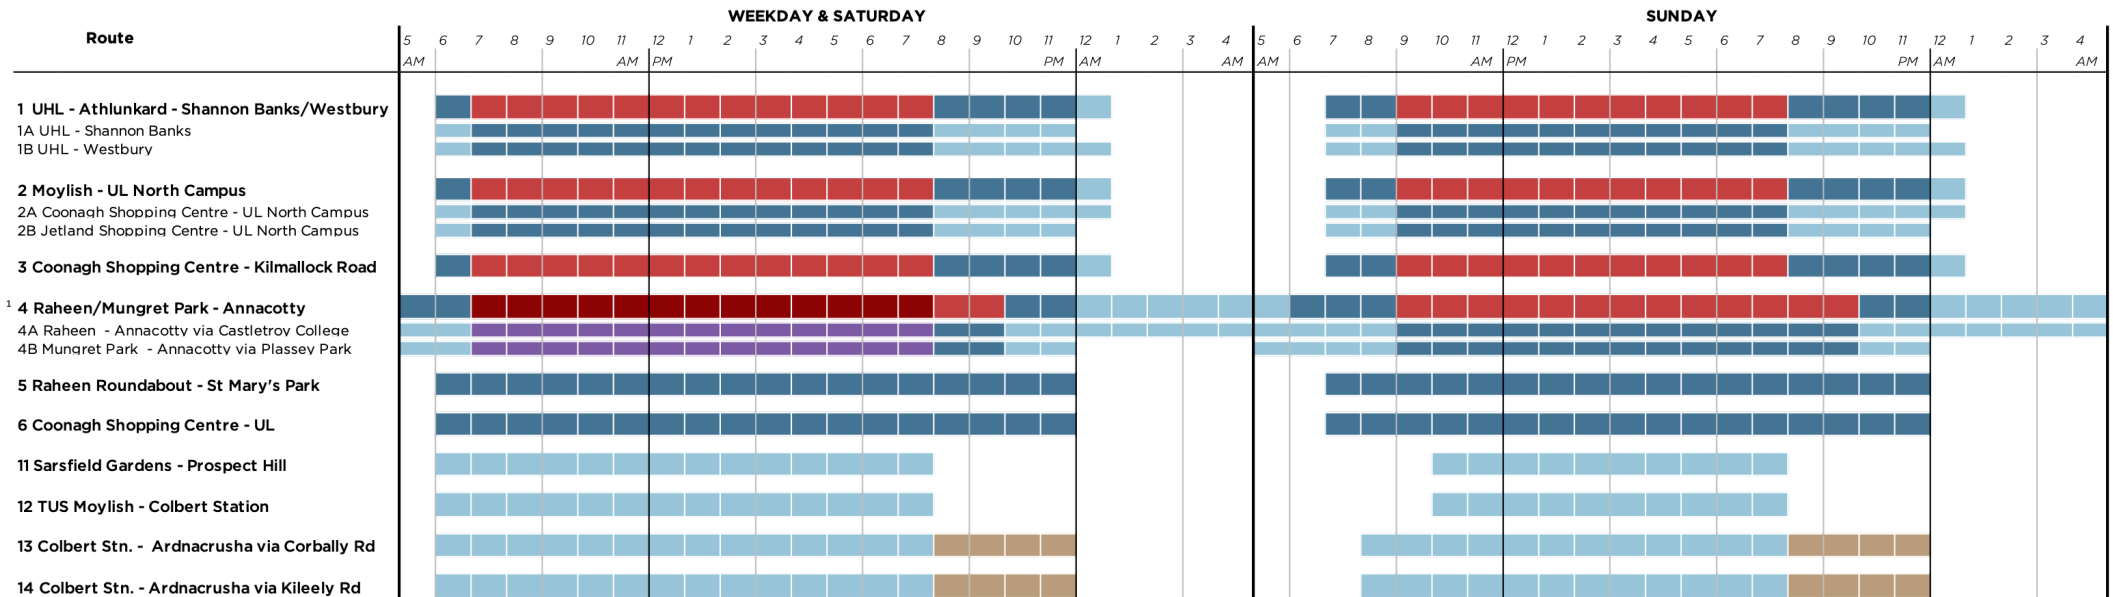 WEEKDAY & SATURDAY SUNDAY
Route
5 6 7 8 9 10 11 12 1 2 3 4 5 6 7 8 9 10 11 12 1 2 3 4 5 6 7 8 9 10 11 12 1 2 3 4 5 6 7 8 9 10 11 12 1 2 3 4
AM AM PM PM AM AM AM AM PM PM AM AM
1 UHL - Athlunkard - Shannon Banks/Westbury
1A UHL - Shannon Banks
1B UHL - Westbury
2 Moylish - UL North Campus
2A Coonagh Shopping Centre - UL North Campus
2B Jetland Shopping Centre - UL North Campus
3 Coonagh Shopping Centre - Kilmallock Road
1 4 Raheen/Mungret Park - Annacotty
4A Raheen - Annacotty via Castletroy College
4B Mungret Park - Annacotty via Plassey Park
5 Raheen Roundabout - St Mary's Park
6 Coonagh Shopping Centre - UL
11 Sarsfield Gardens - Prospect Hill
12 TUS Moylish - Colbert Station
13 Colbert Stn. - Ardnacrusha via Corbally Rd
14 Colbert Stn. - Ardnacrusha via Kileely Rd